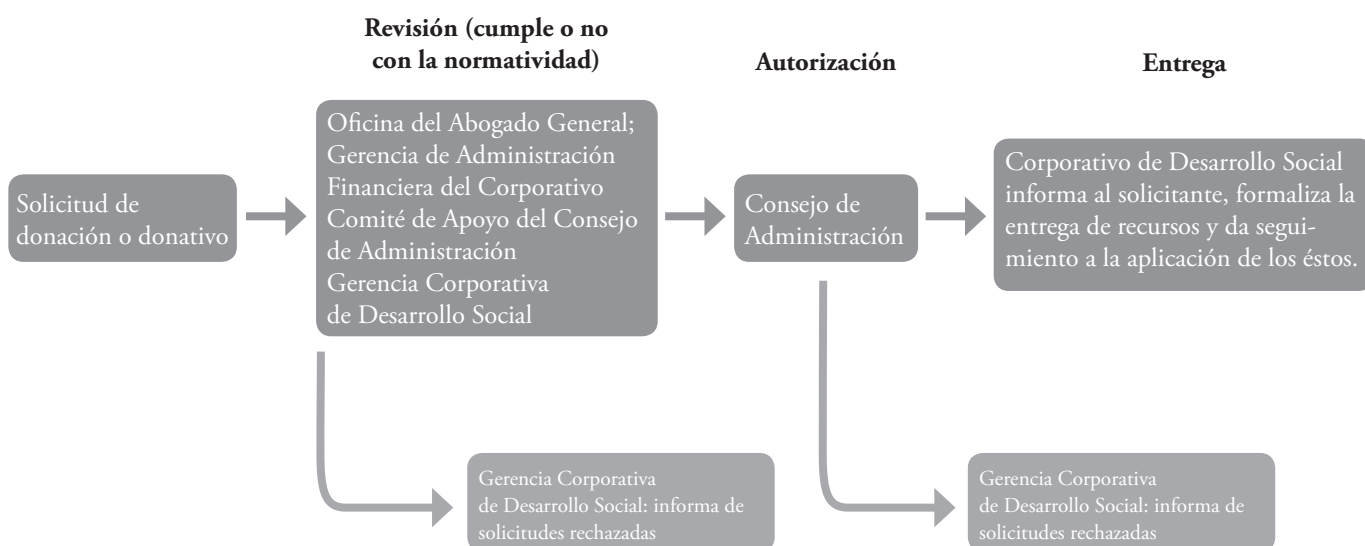 Revisión (cumple o no
con la normatividad)
Autorización
Entrega
Solicitud de
donación o donativo
Oficina del Abogado General;
Gerencia de Administración
Financiera del Corporativo
Comité de Apoyo del Consejo
de Administración
Gerencia Corporativa
de Desarrollo Social
Consejo de
Administración
Corporativo de Desarrollo Social
informa al solicitante, formaliza la
entrega de recursos y da segui-
miento a la aplicación de los éstos.
Gerencia Corporativa
de Desarrollo Social: informa de
solicitudes rechazadas
Gerencia Corporativa
de Desarrollo Social: informa de
solicitudes rechazadas